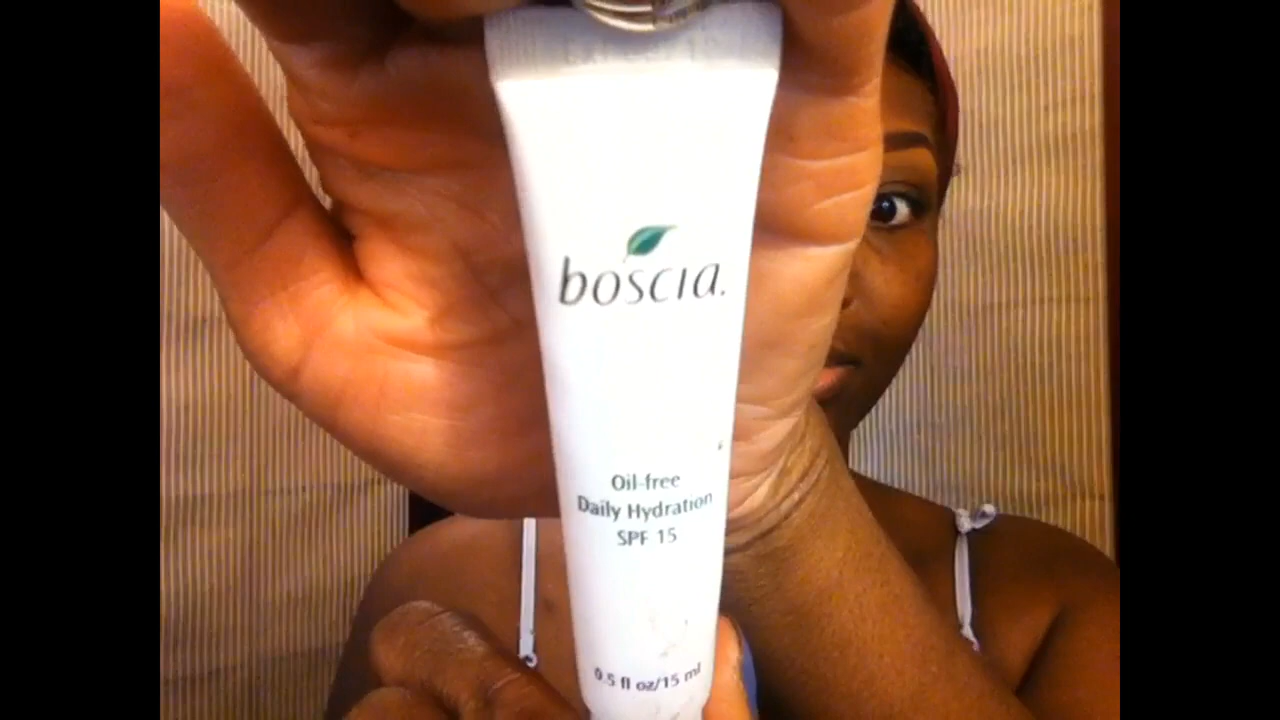 boscia.
Oil-free
Daily Hydration
SPF 15
0.5 fl oz/15 ml